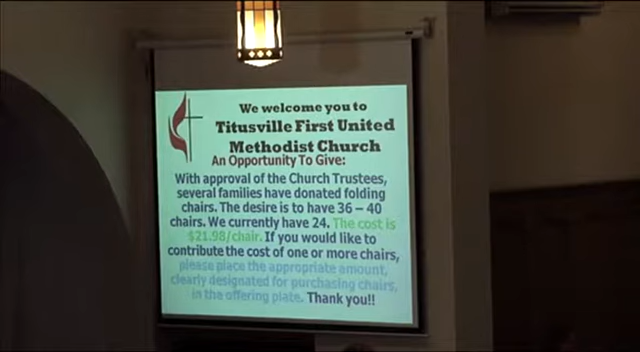 We welcome you to
Titusville First United
Methodist Church
An Opportunity To Give:
With approval of the Church Trustees,
several families have donated folding
chairs. The desire is to have 36 – 40
chairs. We currently have 24. The cost is
$21.98/chair. If you would like to
contribute the cost of one or more chairs,
please place the appropriate amount,
clearly designated for purchasing chairs,
in the offering plate. Thank you!!